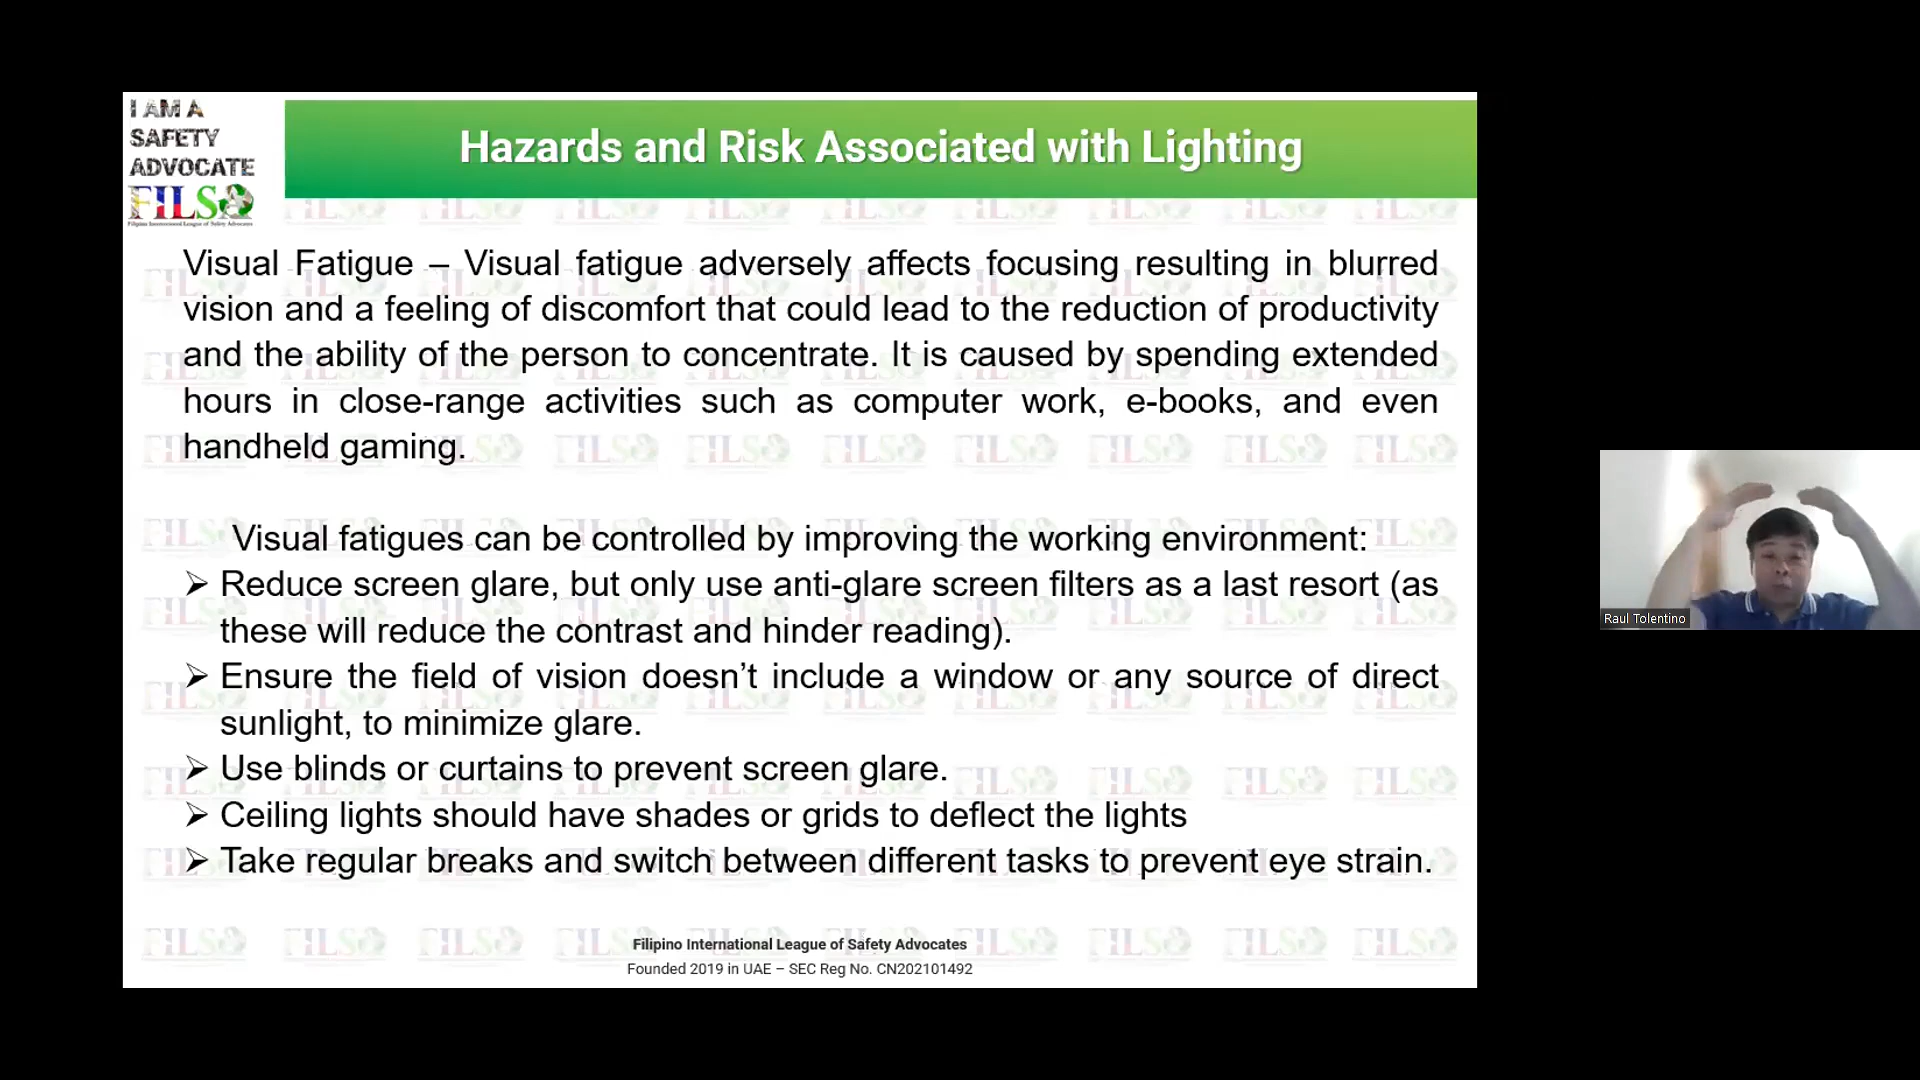 I AM A
SAFETY
ADVOCATE
FILSA
Filipino International League of Safety Advocates
Hazards and Risk Associated with Lighting
Visual Fatigue – Visual fatigue adversely affects focusing resulting in blurred
vision and a feeling of discomfort that could lead to the reduction of productivity
and the ability of the person to concentrate. It is caused by spending extended
hours in close-range activities such as computer work, e-books, and even
handheld gaming.
Visual fatigues can be controlled by improving the working environment:
➢ Reduce screen glare, but only use anti-glare screen filters as a last resort (as
these will reduce the contrast and hinder reading).
➢ Ensure the field of vision doesn’t include a window or any source of direct
sunlight, to minimize glare.
➢ Use blinds or curtains to prevent screen glare.
➢ Ceiling lights should have shades or grids to deflect the lights
➢ Take regular breaks and switch between different tasks to prevent eye strain.
Filipino International League of Safety Advocates
Founded 2019 in UAE – SEC Reg No. CN202101492
Raul Tolentino